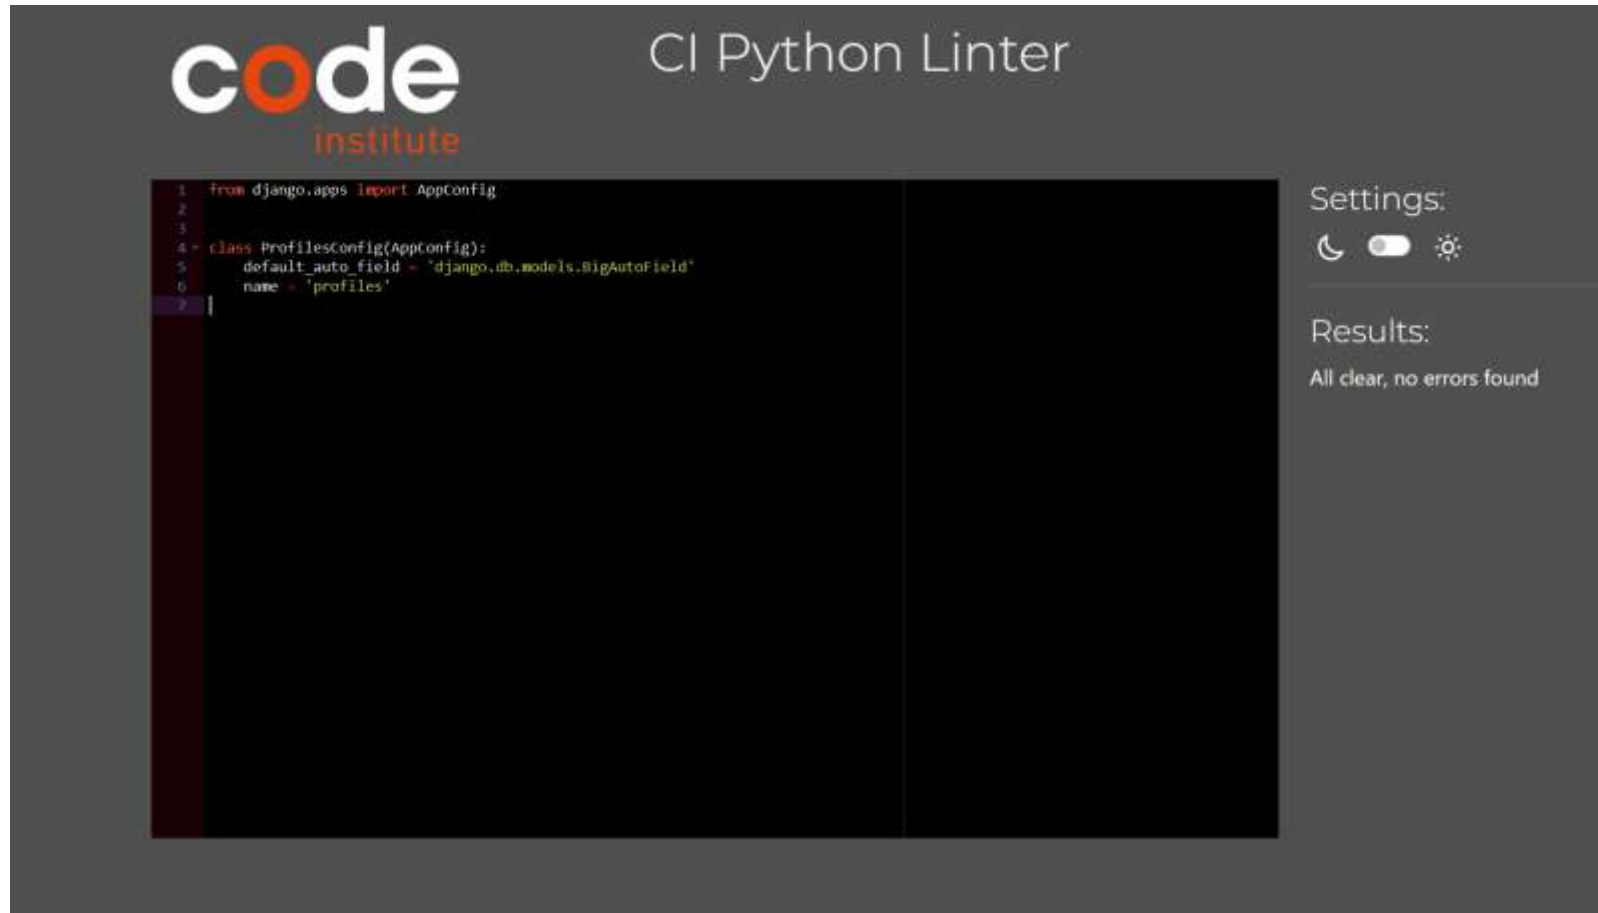 code
institute
CI Python Linter
1 from django.apps import AppConfig
2
3
4 class ProfilesConfig(AppConfig):
5     default_auto_field = 'django.db.models.BigAutoField'
6     name = 'profiles'
7
Settings:
Results:
All clear, no errors found